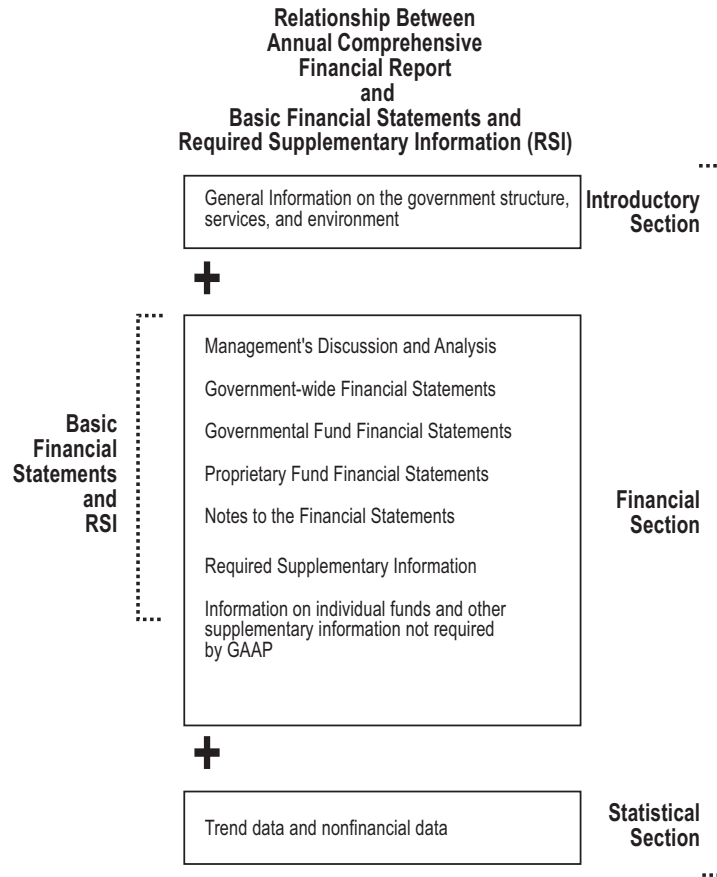 Relationship Between
Annual Comprehensive
Financial Report
and
Basic Financial Statements and
Required Supplementary Information (RSI)
General Information on the government structure,
services, and environment
Introductory
Section
+
Basic
Financial
Statements
and
RSI
Management's Discussion and Analysis
Government-wide Financial Statements
Governmental Fund Financial Statements
Proprietary Fund Financial Statements
Notes to the Financial Statements
Required Supplementary Information
Information on individual funds and other
supplementary information not required
by GAAP
Financial
Section
+
Trend data and nonfinancial data
Statistical
Section